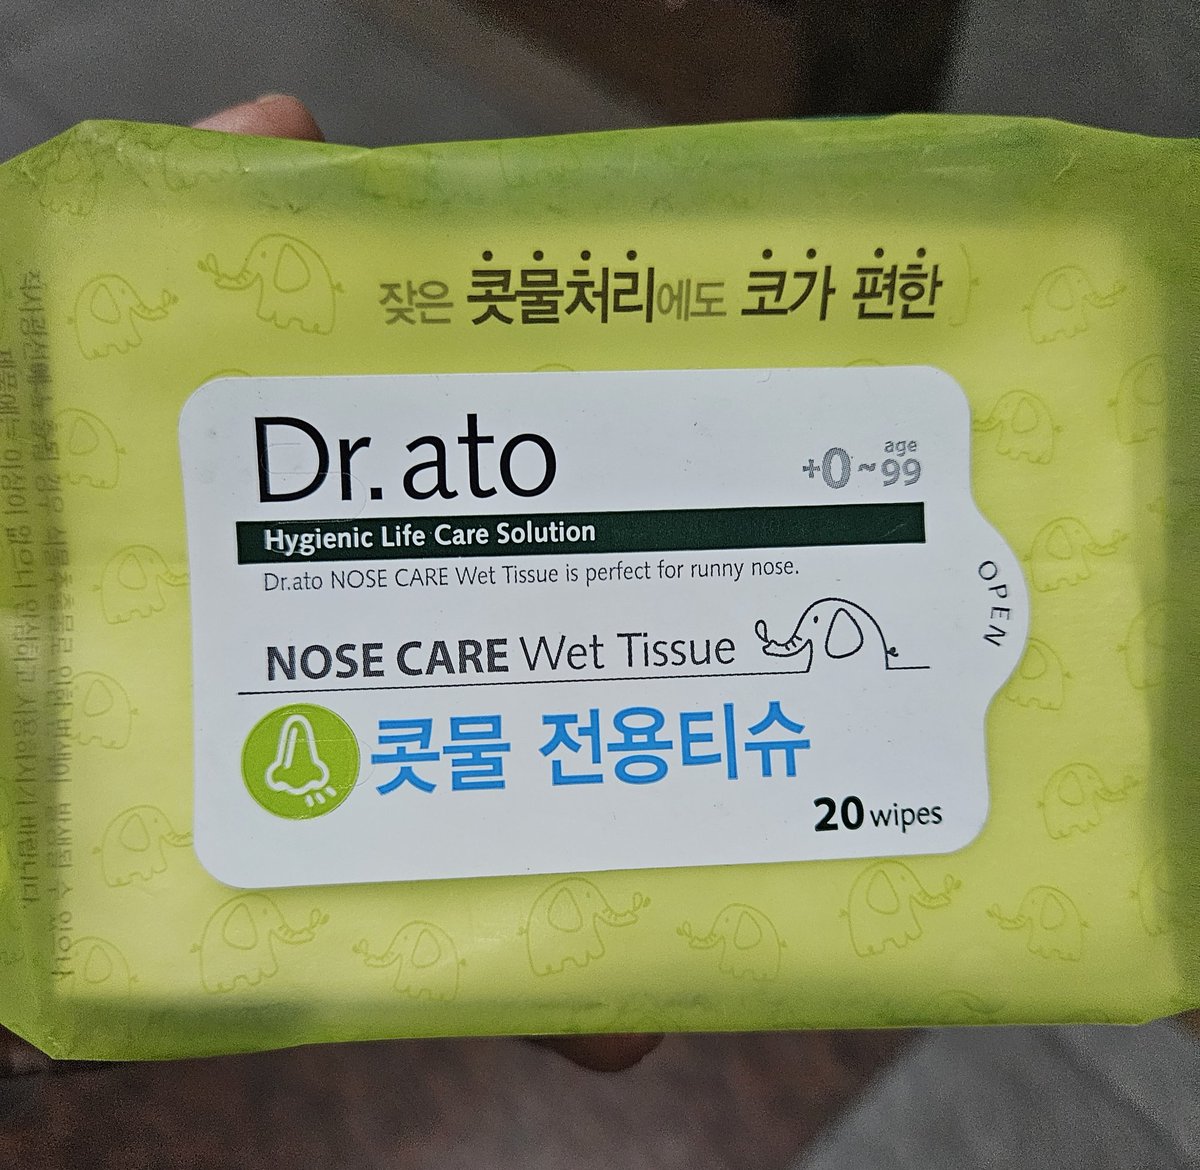 잦은 콧물처리에도 코가 편한
Dr. ato
age
+0~99
Hygienic Life Care Solution
Dr.ato NOSE CARE Wet Tissue is perfect for runny nose.
OPEN
NOSE CARE Wet Tissue
콧물 전용티슈
20 wipes